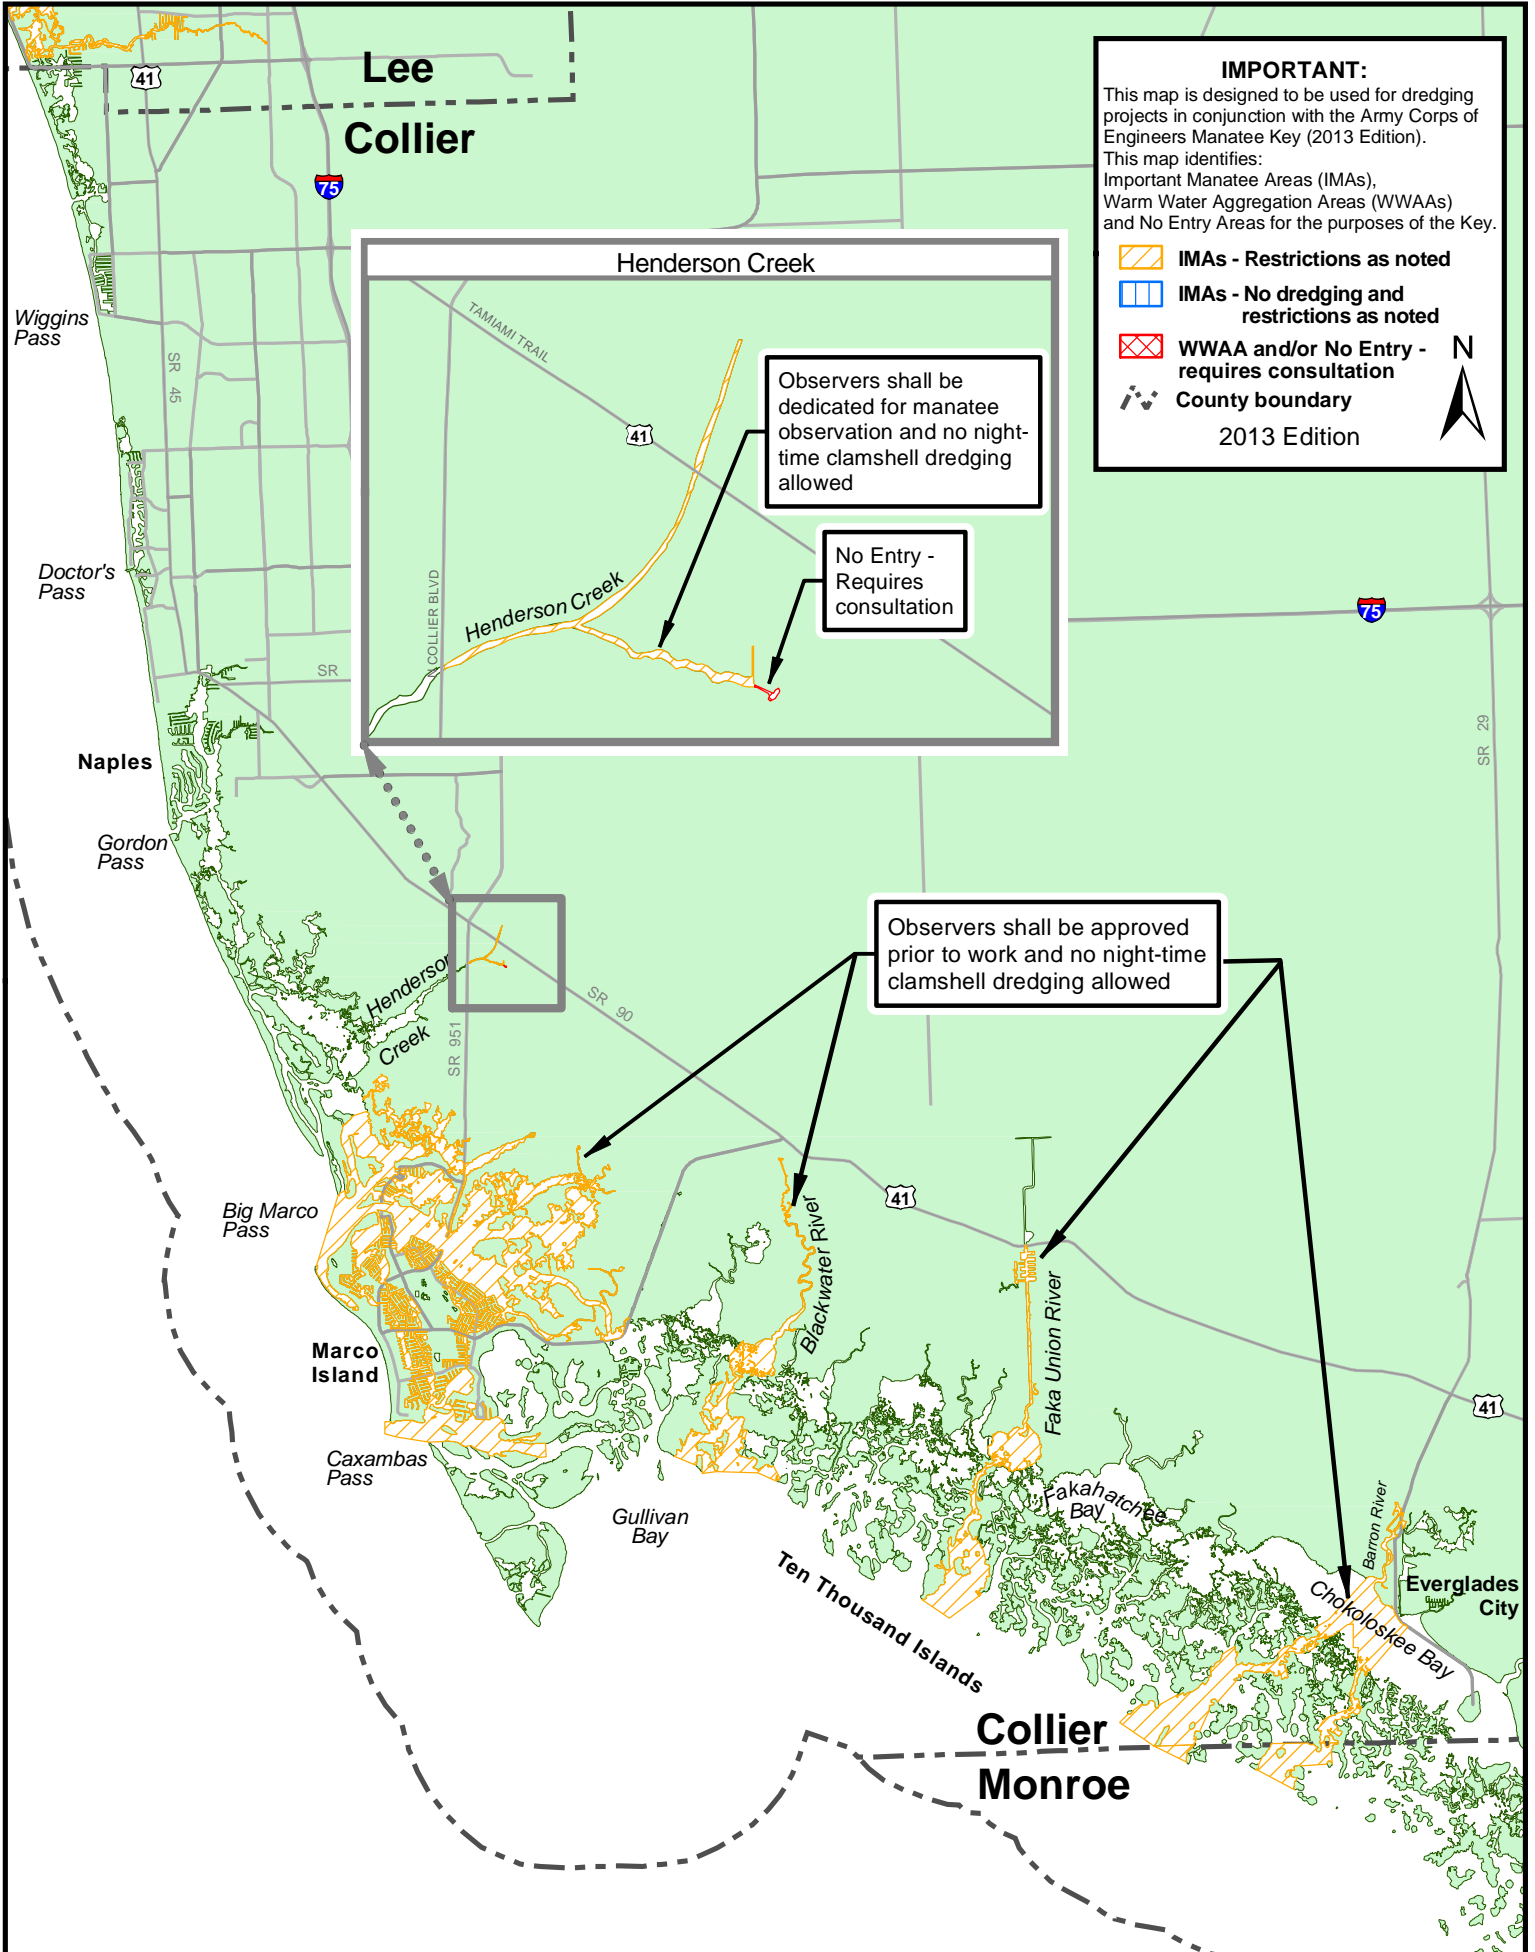 Lee
Collier
41
75
IMPORTANT:
This map is designed to be used for dredging
projects in conjunction with the Army Corps of
Engineers Manatee Key (2013 Edition).
This map identifies:
Important Manatee Areas (IMAs),
Warm Water Aggregation Areas (WWAAs)
and No Entry Areas for the purposes of the Key.
IMAs - Restrictions as noted
IMAs - No dredging and
restrictions as noted
WWAA and/or No Entry -
requires consultation
County boundary
N
2013 Edition
Henderson Creek
TAMIAMI TRAIL
41
N COLLIER BLVD
Henderson Creek
Observers shall be
dedicated for manatee
observation and no night-
time clamshell dredging
allowed
No Entry -
Requires
consultation
Wiggins
Pass
SR 45
Doctor's
Pass
SR
75
SR 29
Naples
Gordon
Pass
Henderson
Creek
SR 951
SR 90
Observers shall be approved
prior to work and no night-time
clamshell dredging allowed
Big Marco
Pass
41
Blackwater River
Faka Union River
Marco
Island
Caxambas
Pass
41
Gullivan
Bay
Fakahatchee
Bay
Barron River
Ten Thousand Islands
Chokoloskee Bay
Everglades
City
Collier
Monroe